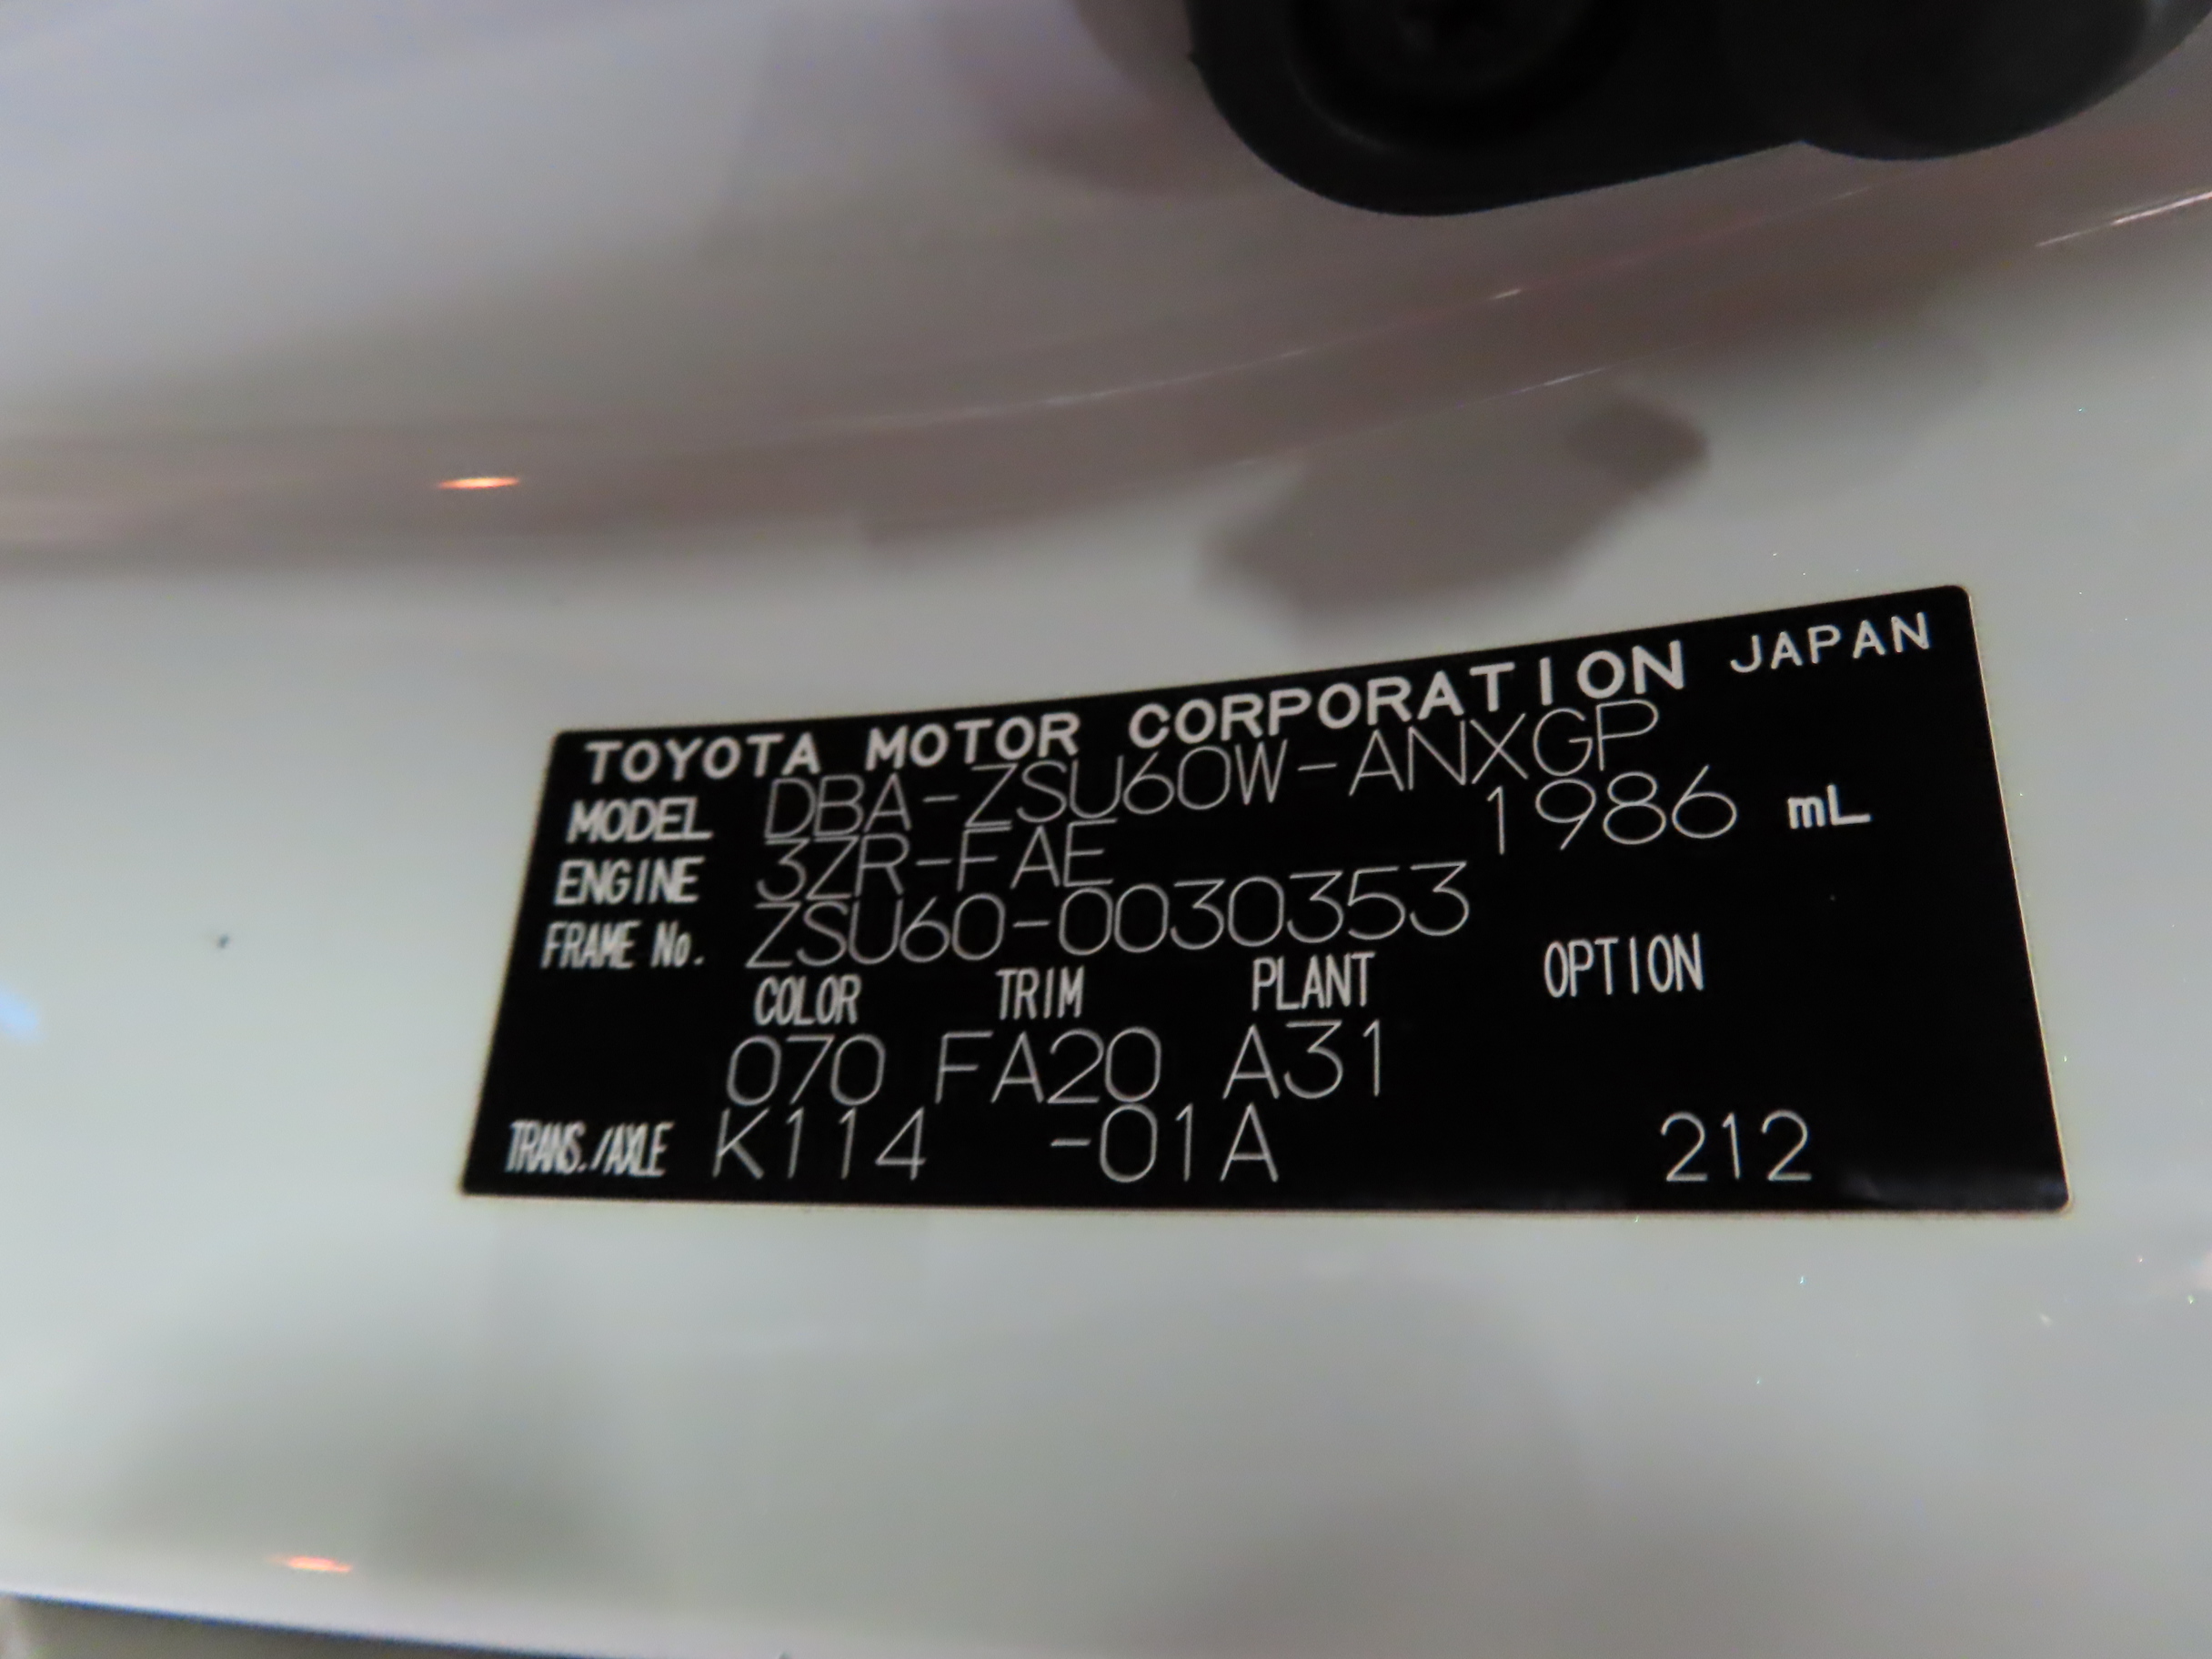 TOYOTA MOTOR CORPORATION JAPAN
MODEL DBA-ZSU60W-ANXGP
ENGINE 3ZR-FAE 1986 mL
FRAME No. ZSU60-0030353
COLOR TRIM PLANT OPTION
070 FA20 A31
TRANS./AXLE K114 -01A 212